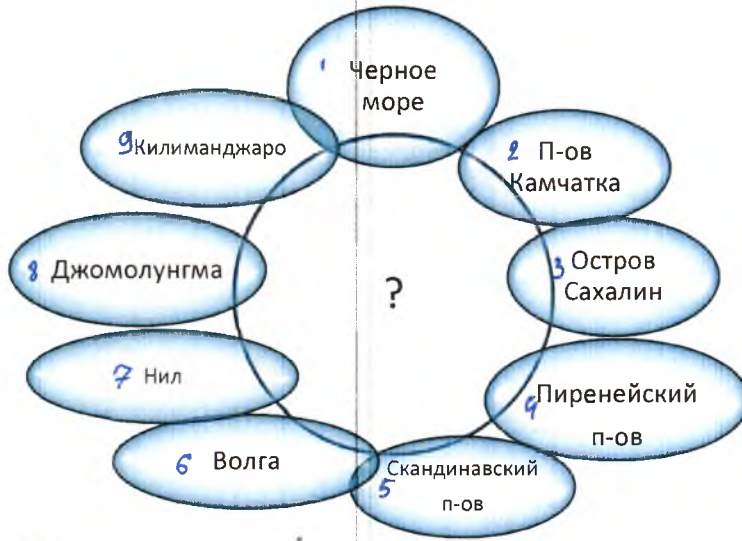 1 Черное
море
2 П-ов
Камчатка
3 Остров
Сахалин
4 Пиренейский
п-ов
Скандинавский
5 п-ов
6 Волга
7 Нил
8 Джомолунгма
9 Килиманджаро
?